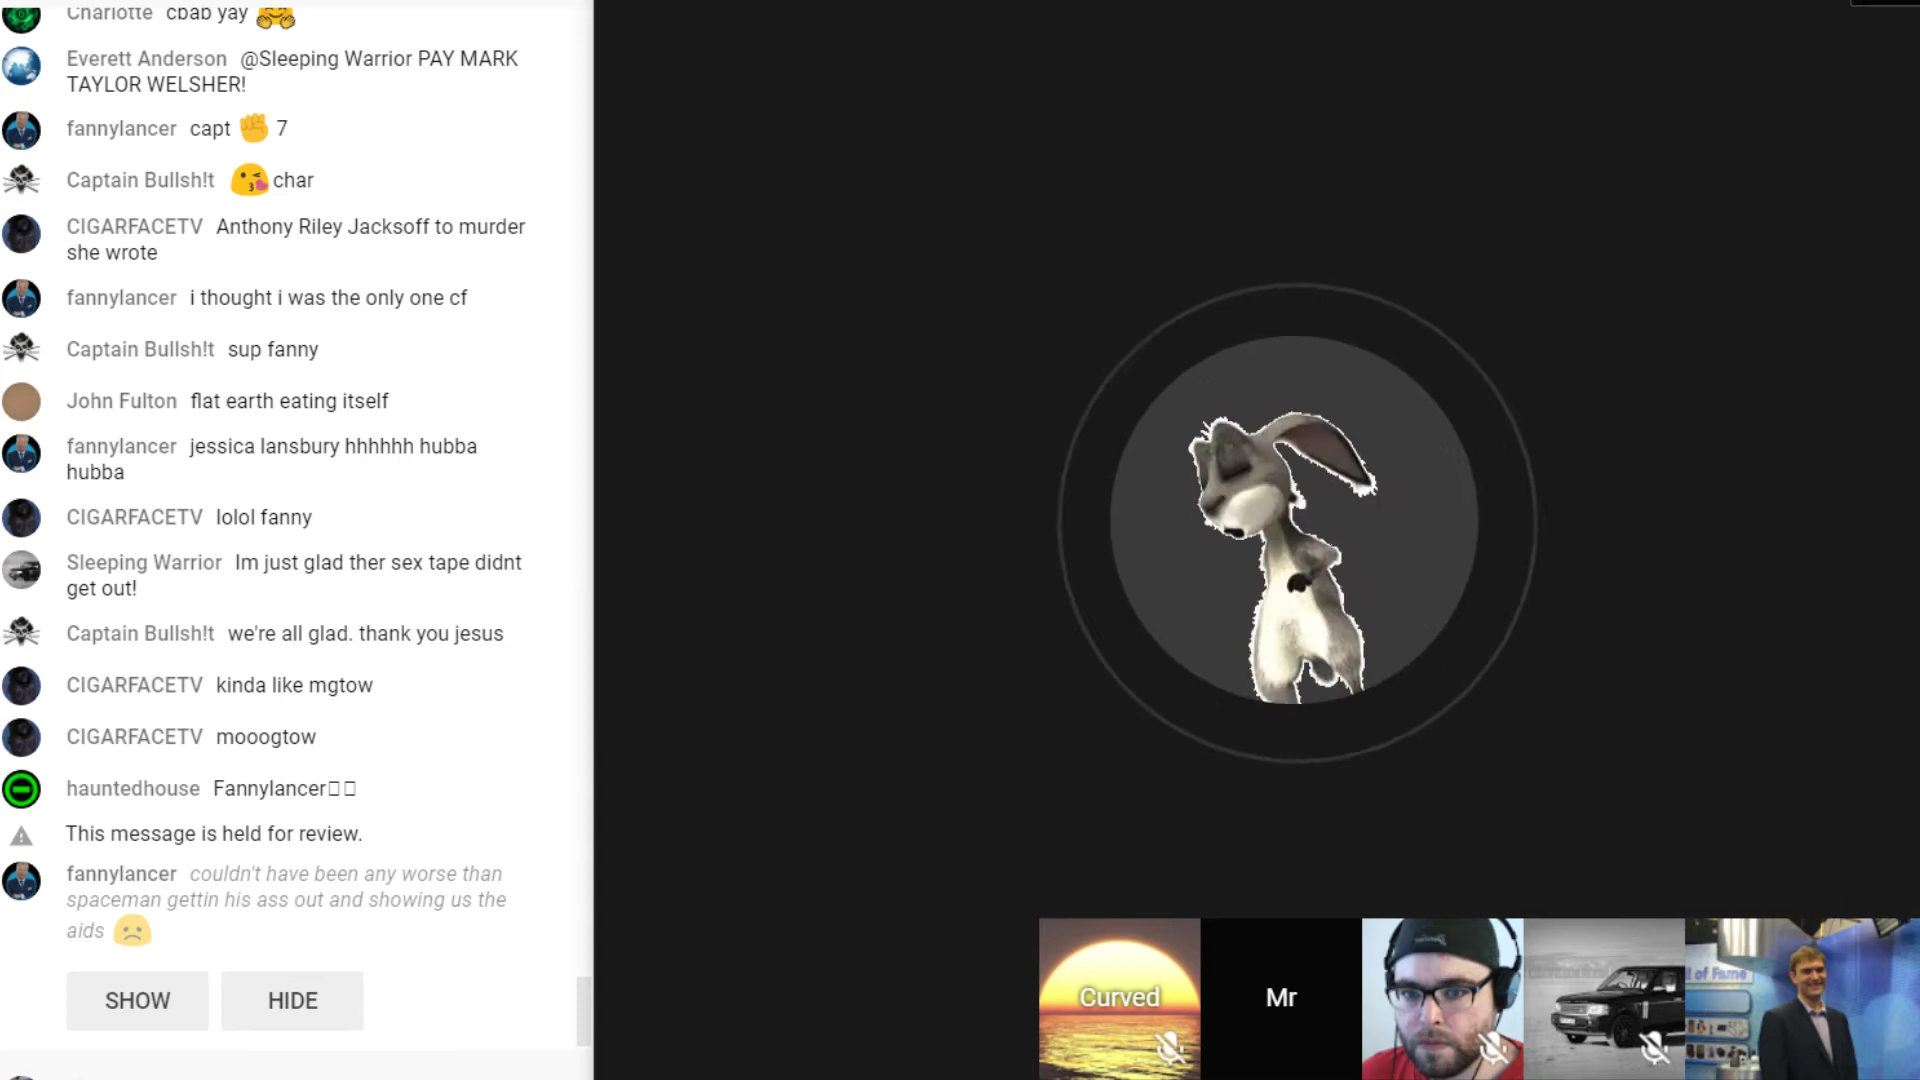 Charlotte cbab yay 🤗
Everett Anderson @Sleeping Warrior PAY MARK
TAYLOR WELSHER!
fannylancer capt ✊ 7
Captain Bullsh!t 😘 char
CIGARFACETV Anthony Riley Jacksoff to murder
she wrote
fannylancer i thought i was the only one cf
Captain Bullsh!t sup fanny
John Fulton flat earth eating itself
fannylancer jessica lansbury hhhhhh hubba
hubba
CIGARFACETV lolol fanny
Sleeping Warrior Im just glad ther sex tape didnt
get out!
Captain Bullsh!t we're all glad. thank you jesus
CIGARFACETV kinda like mgtow
CIGARFACETV mooogtow
hauntedhouse Fannylancer
This message is held for review.
fannylancer couldn't have been any worse than
spaceman gettin his ass out and showing us the
aids 🙁
SHOW HIDE
Curved
Mr
of Fame